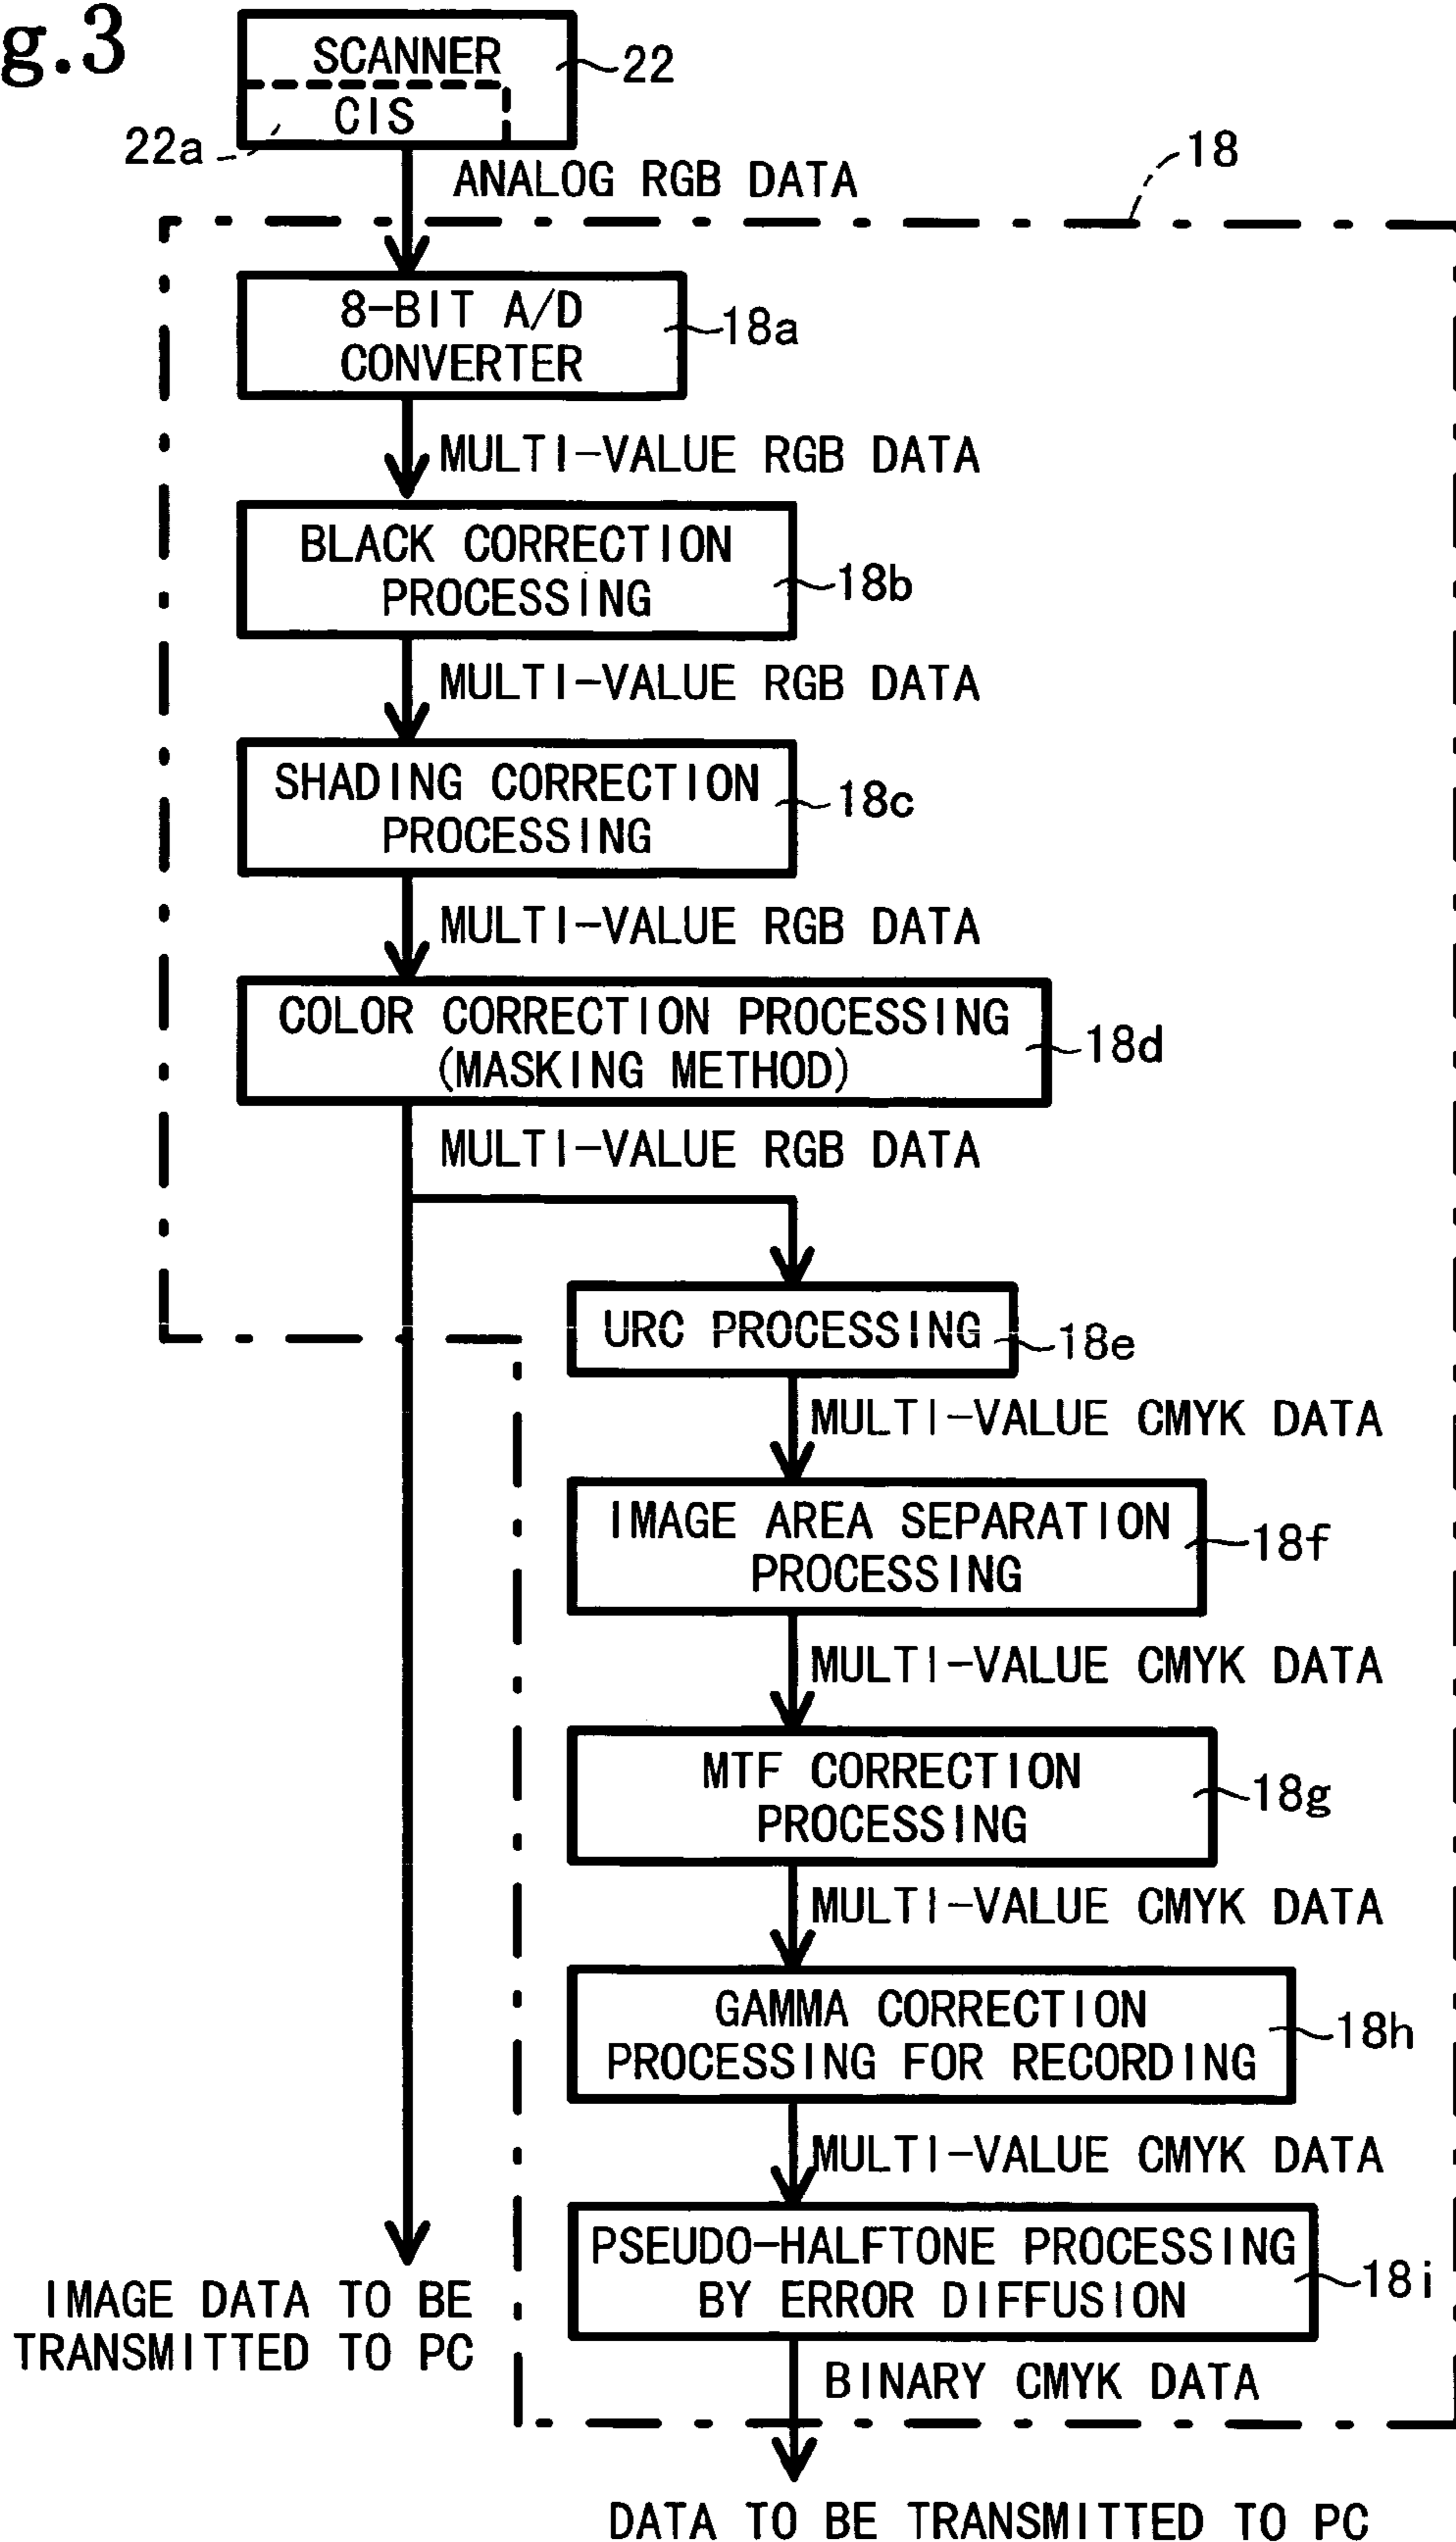 g.3
SCANNER
22
CIS
22a
ANALOG RGB DATA
18
8-BIT A/D
CONVERTER
18a
MULTI-VALUE RGB DATA
BLACK CORRECTION
PROCESSING
18b
MULTI-VALUE RGB DATA
SHADING CORRECTION
PROCESSING
18c
MULTI-VALUE RGB DATA
COLOR CORRECTION PROCESSING
(MASKING METHOD)
18d
MULTI-VALUE RGB DATA
URC PROCESSING
18e
MULTI-VALUE CMYK DATA
IMAGE AREA SEPARATION
PROCESSING
18f
MULTI-VALUE CMYK DATA
MTF CORRECTION
PROCESSING
18g
MULTI-VALUE CMYK DATA
GAMMA CORRECTION
PROCESSING FOR RECORDING
18h
MULTI-VALUE CMYK DATA
PSEUDO-HALFTONE PROCESSING
BY ERROR DIFFUSION
18i
IMAGE DATA TO BE
TRANSMITTED TO PC
BINARY CMYK DATA
DATA TO BE TRANSMITTED TO PC